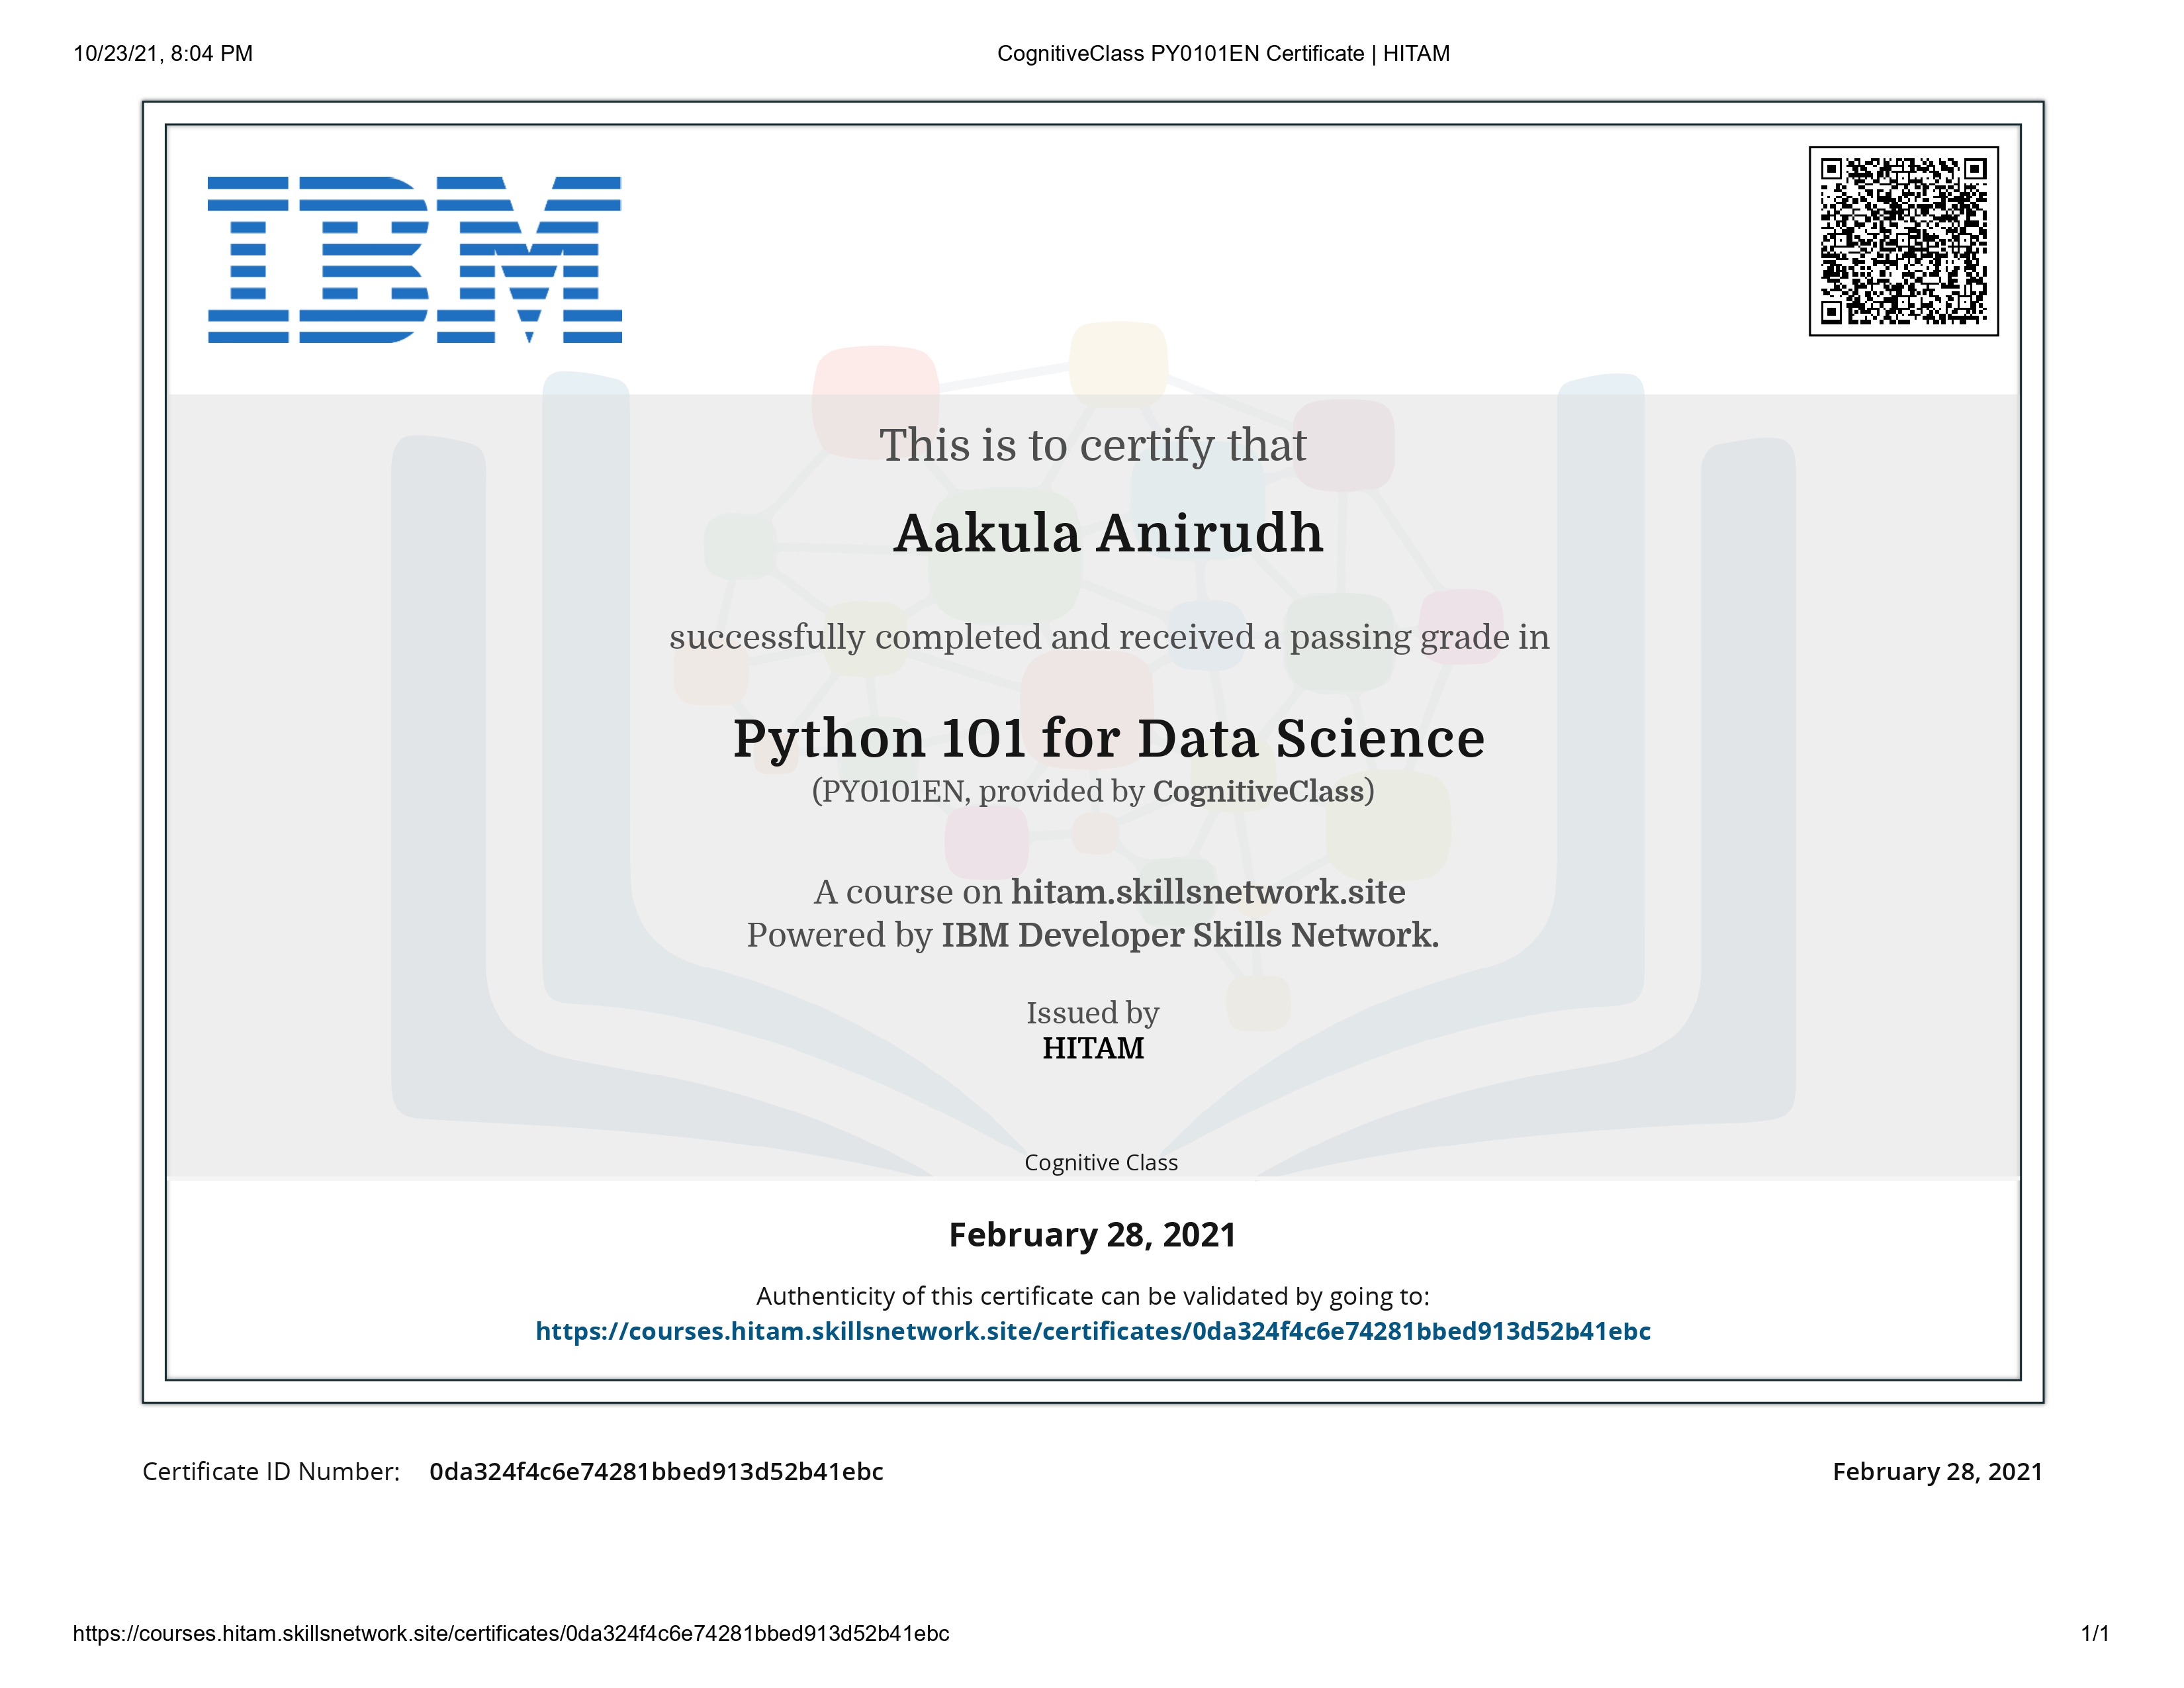 10/23/21, 8:04 PM
CognitiveClass PY0101EN Certificate | HITAM
IBM
This is to certify that
Aakula Anirudh
successfully completed and received a passing grade in
Python 101 for Data Science
(PY0101EN, provided by CognitiveClass)
A course on hitam.skillsnetwork.site
Powered by IBM Developer Skills Network.
Issued by
HITAM
Cognitive Class
February 28, 2021
Authenticity of this certificate can be validated by going to:
https://courses.hitam.skillsnetwork.site/certificates/0da324f4c6e74281bbed913d52b41ebc
Certificate ID Number: 0da324f4c6e74281bbed913d52b41ebc
February 28, 2021
https://courses.hitam.skillsnetwork.site/certificates/0da324f4c6e74281bbed913d52b41ebc
1/1